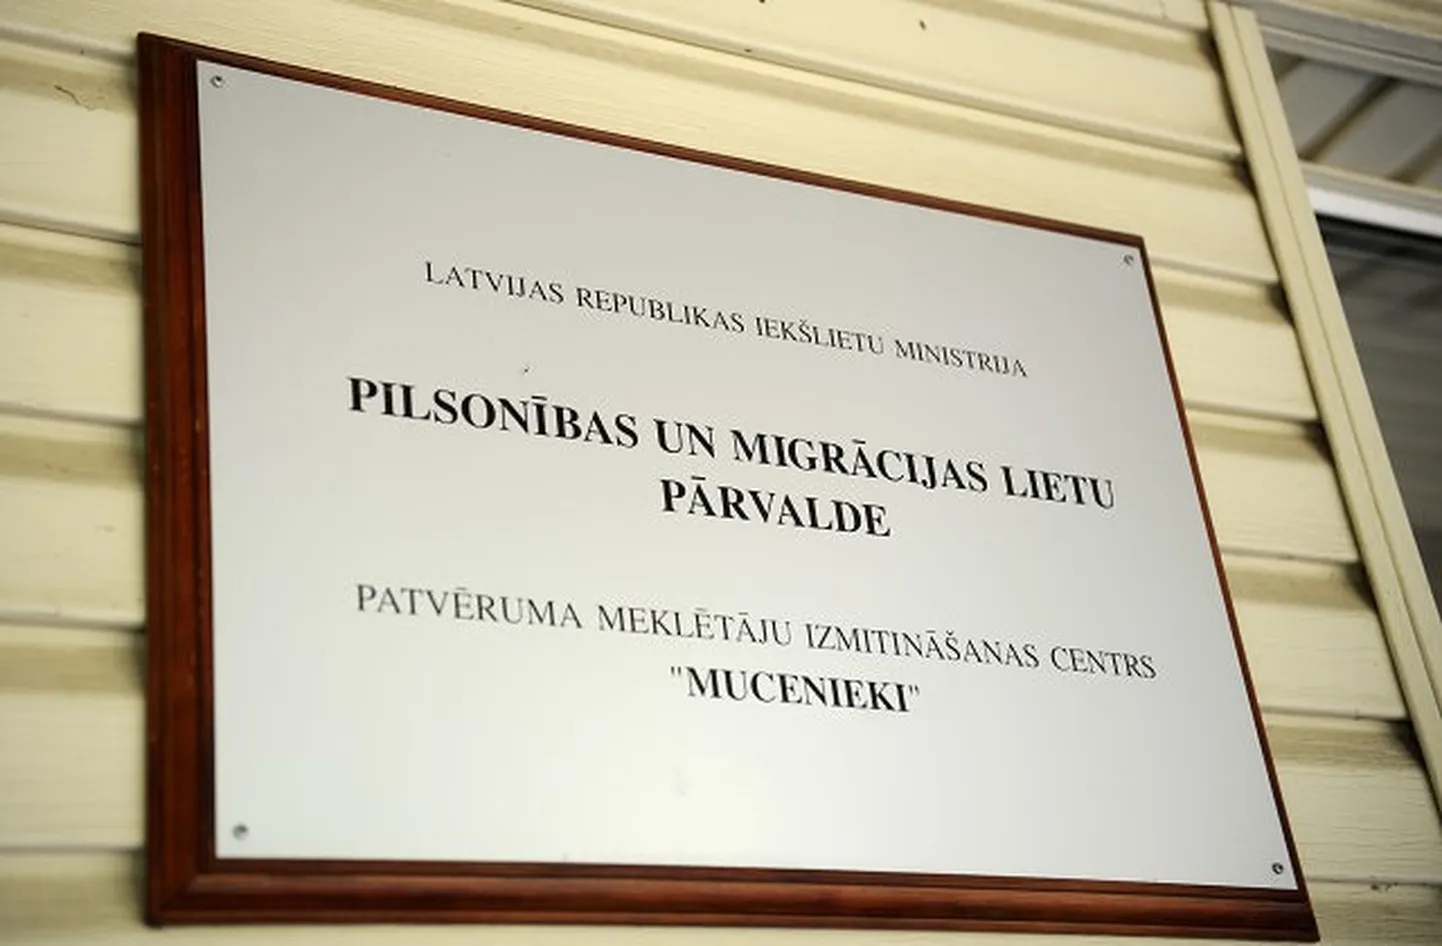 LATVIJAS REPUBLIKAS IEKŠLIETU MINISTRIJA
PILSONĪBAS UN MIGRĀCIJAS LIETU
PĀRVALDE
PATVĒRUMA MEKLĒTĀJU IZMITINĀŠANAS CENTRS
"MUCENIEKI"